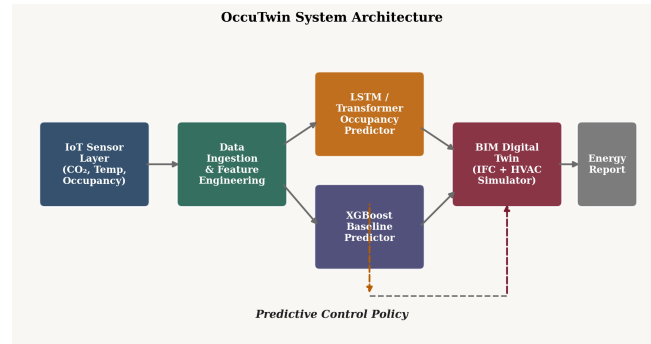 OccuTwin System Architecture
IoT Sensor
Layer
(CO₂, Temp,
Occupancy)
Data
Ingestion
& Feature
Engineering
LSTM /
Transformer
Occupancy
Predictor
XGBoost
Baseline
Predictor
BIM Digital
Twin
(IFC + HVAC
Simulator)
Energy
Report
Predictive Control Policy